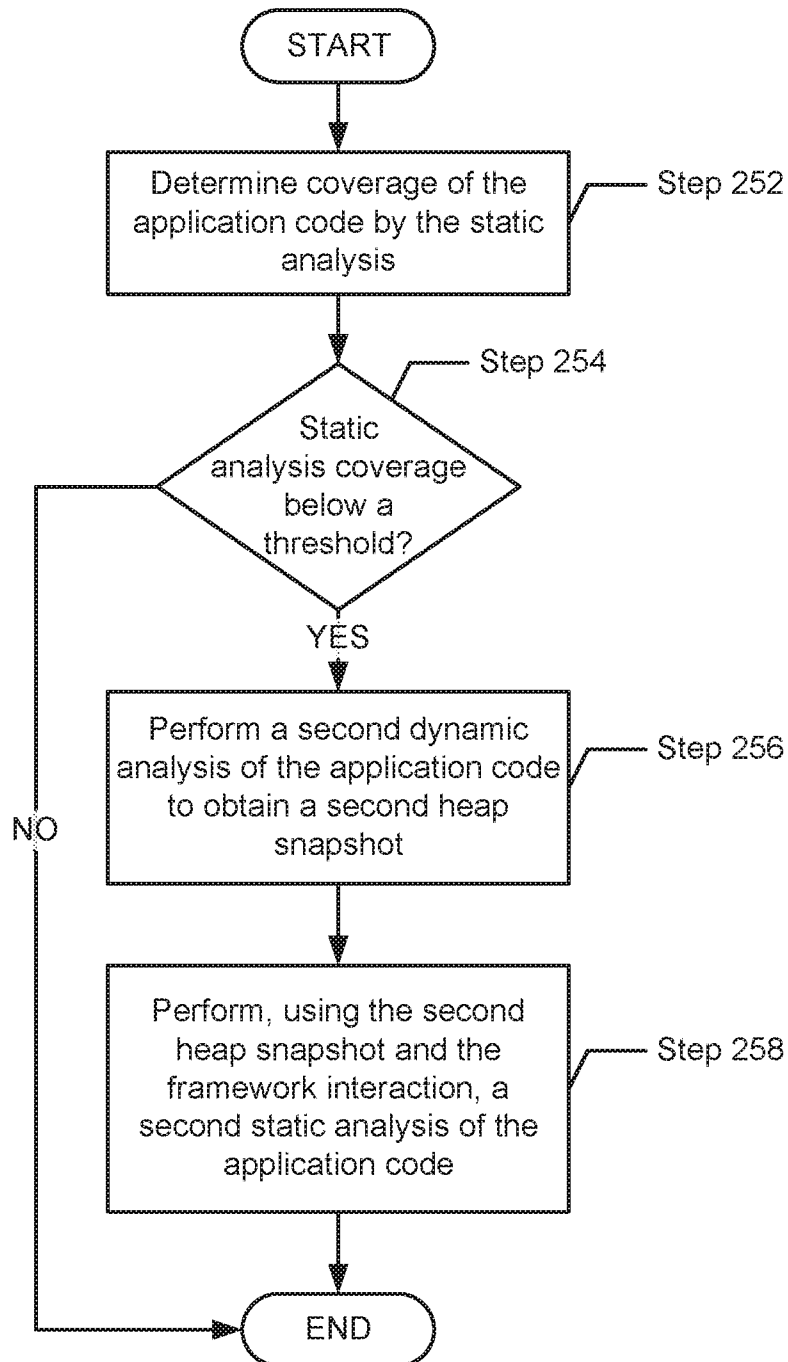 START
Determine coverage of the
application code by the static
analysis
Step 252
Step 254
Static
analysis coverage
below a
threshold?
YES
NO
Perform a second dynamic
analysis of the application code
to obtain a second heap
snapshot
Step 256
Perform, using the second
heap snapshot and the
framework interaction, a
second static analysis of the
application code
Step 258
END